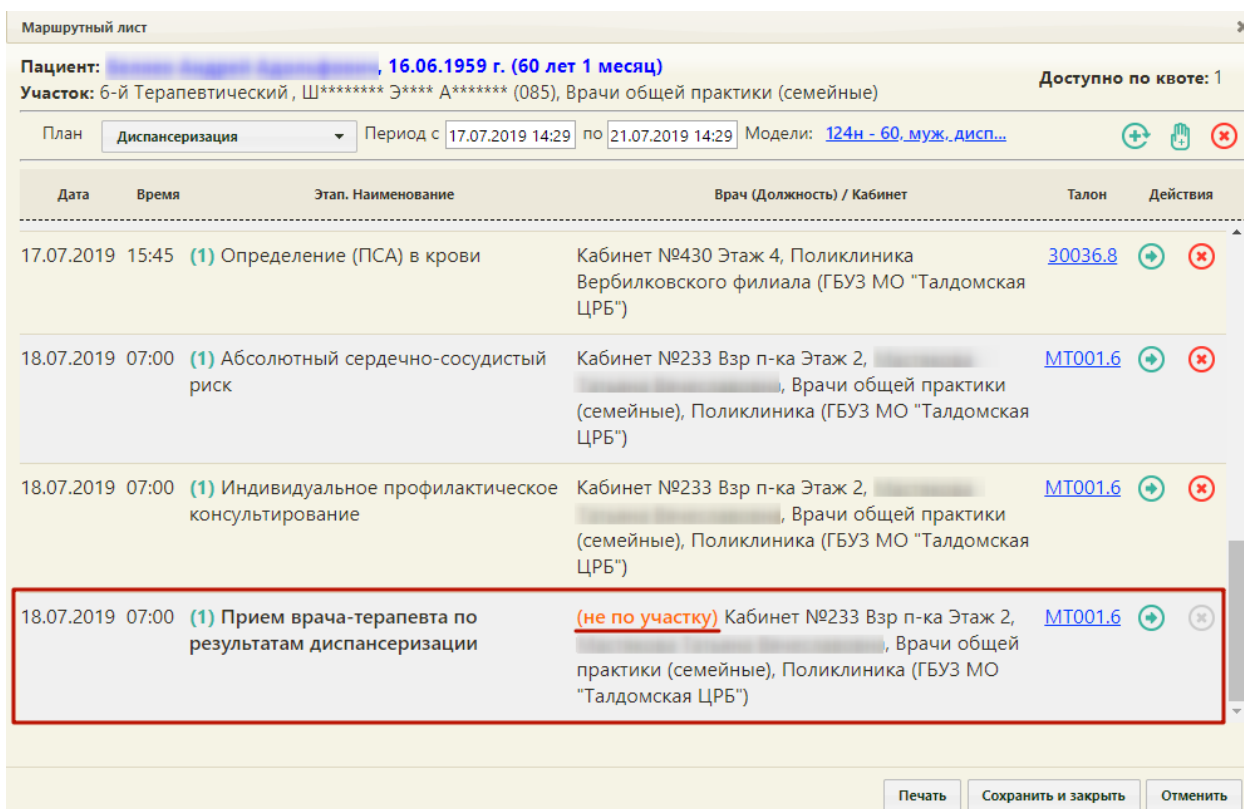 Маршрутный лист
Пациент: , 16.06.1959 г. (60 лет 1 месяц)
Участок: 6-й Терапевтический , Ш******** Э**** А******* (085), Врачи общей практики (семейные)
Доступно по квоте: 1
План Диспансеризация Период с 17.07.2019 14:29 по 21.07.2019 14:29 Модели: 124н - 60, муж, дисп...
Дата Время Этап. Наименование Врач (Должность) / Кабинет Талон Действия
17.07.2019 15:45 (1) Определение (ПСА) в крови Кабинет №430 Этаж 4, Поликлиника 30036.8
Вербилковского филиала (ГБУЗ МО "Талдомская
ЦРБ")
18.07.2019 07:00 (1) Абсолютный сердечно-сосудистый Кабинет №233 Взр п-ка Этаж 2, МТ001.6
риск , Врачи общей практики
(семейные), Поликлиника (ГБУЗ МО "Талдомская
ЦРБ")
18.07.2019 07:00 (1) Индивидуальное профилактическое Кабинет №233 Взр п-ка Этаж 2, МТ001.6
консультирование , Врачи общей практики
(семейные), Поликлиника (ГБУЗ МО "Талдомская
ЦРБ")
18.07.2019 07:00 (1) Прием врача-терапевта по (не по участку) Кабинет №233 Взр п-ка Этаж 2, МТ001.6
результатам диспансеризации , Врачи общей
практики (семейные), Поликлиника (ГБУЗ МО
"Талдомская ЦРБ")
Печать Сохранить и закрыть Отменить